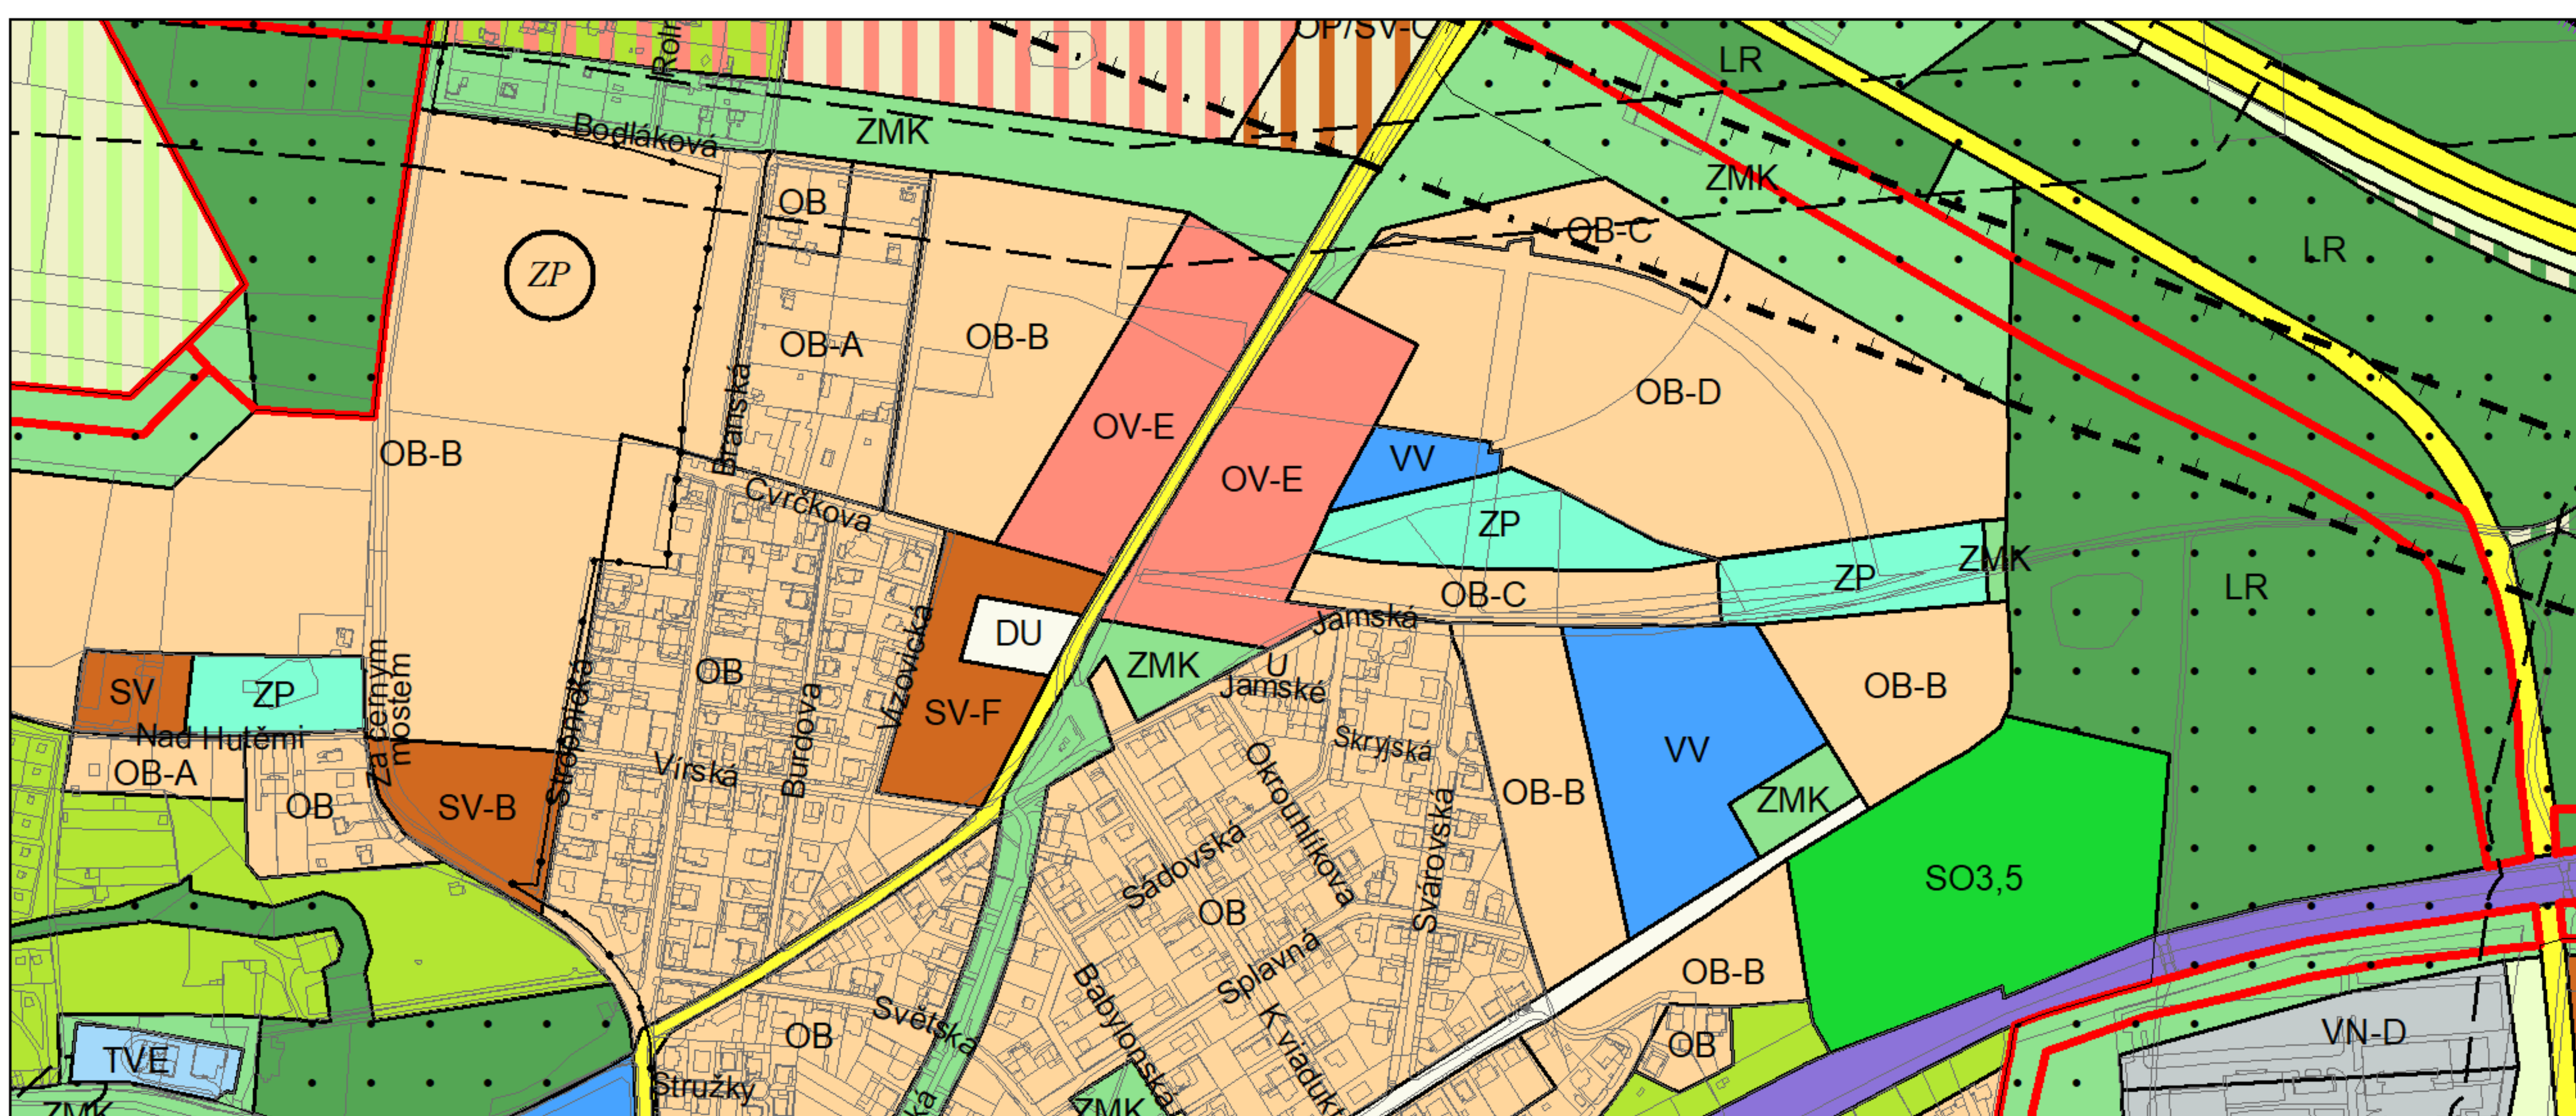 OP/SV-C
LR
Bodláková
ZMK
ZMK
OB
OB-C
LR
ZP
OB-A
OB-B
OB-D
Branská
OV-E
OB-B
VV
OV-E
Cvrčkova
ZP
ZMK
ZP
LR
OB-C
Jamská
DU
ZMK
U
Jamské
SV
ZP
Za černým
mostem
Stropnická
OB
Burdova
Vizovická
SV-F
OB-B
Nad Hutěmi
OB-A
OB
SV-B
Vírská
Skryjská
Okrouhlíkova
VV
OB-B
ZMK
Sádovská
Svárovská
OB
SO3,5
Splavná
OB-B
Babylonská
K viaduktu
Světská
OB
OB
VN-D
TVE
Stružky
ZMK
ZMK